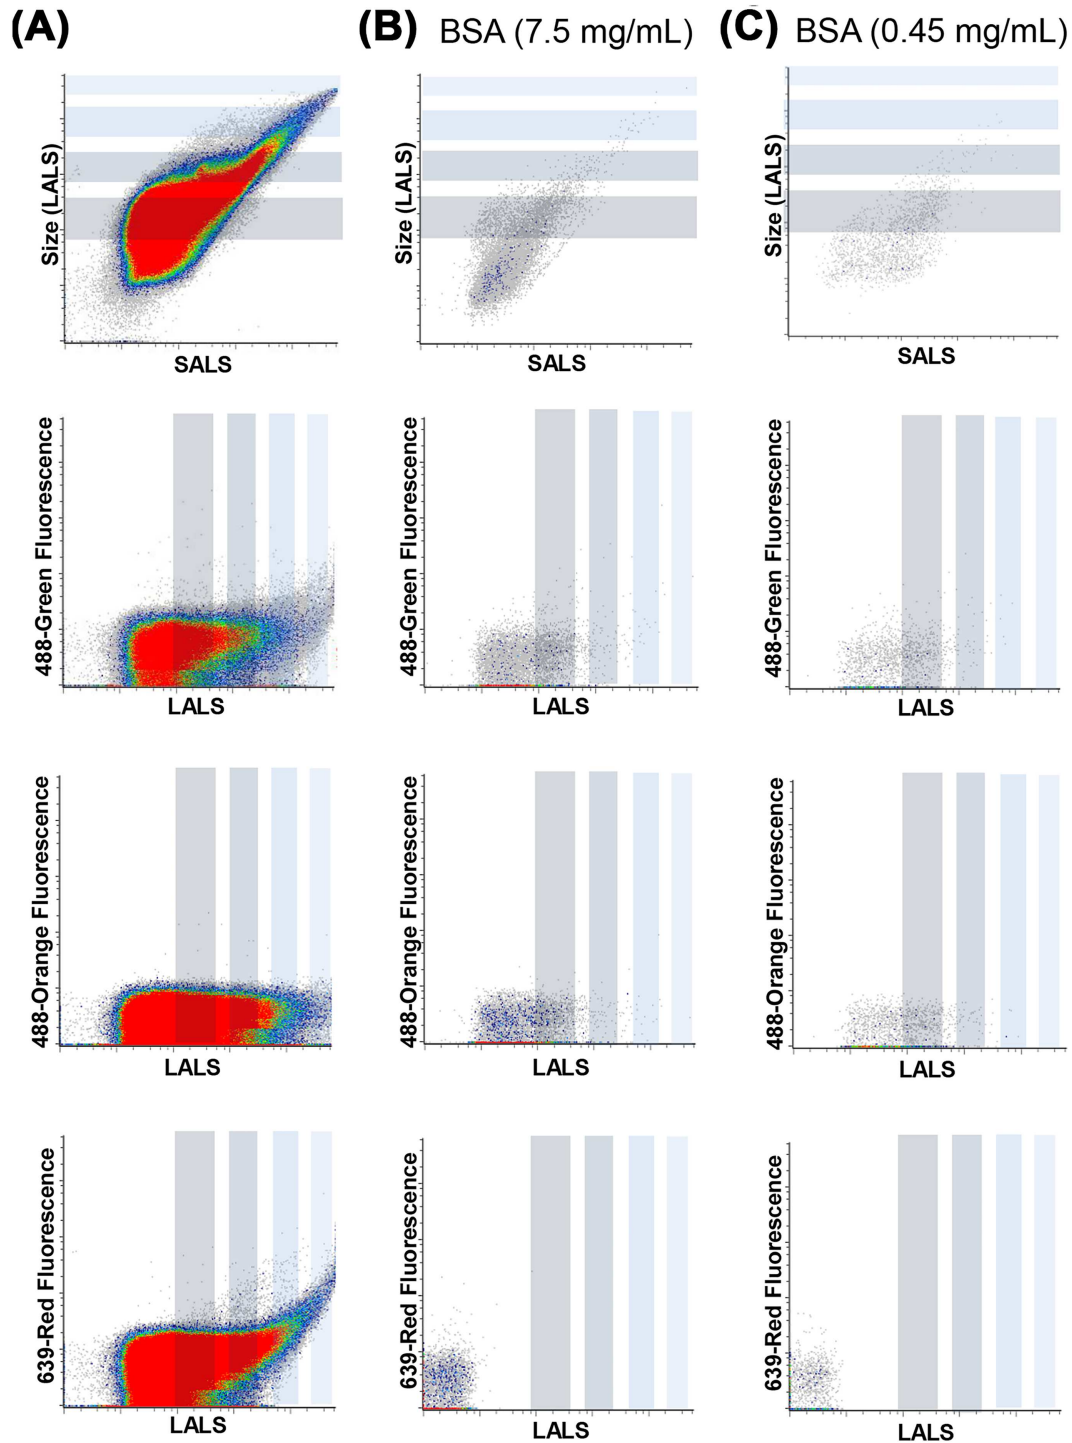 (A)
(B) BSA (7.5 mg/mL)
(C) BSA (0.45 mg/mL)
Size (LALS)
SALS
Size (LALS)
SALS
Size (LALS)
SALS
488-Green Fluorescence
LALS
488-Green Fluorescence
LALS
488-Green Fluorescence
LALS
488-Orange Fluorescence
LALS
488-Orange Fluorescence
LALS
488-Orange Fluorescence
LALS
639-Red Fluorescence
LALS
639-Red Fluorescence
LALS
639-Red Fluorescence
LALS